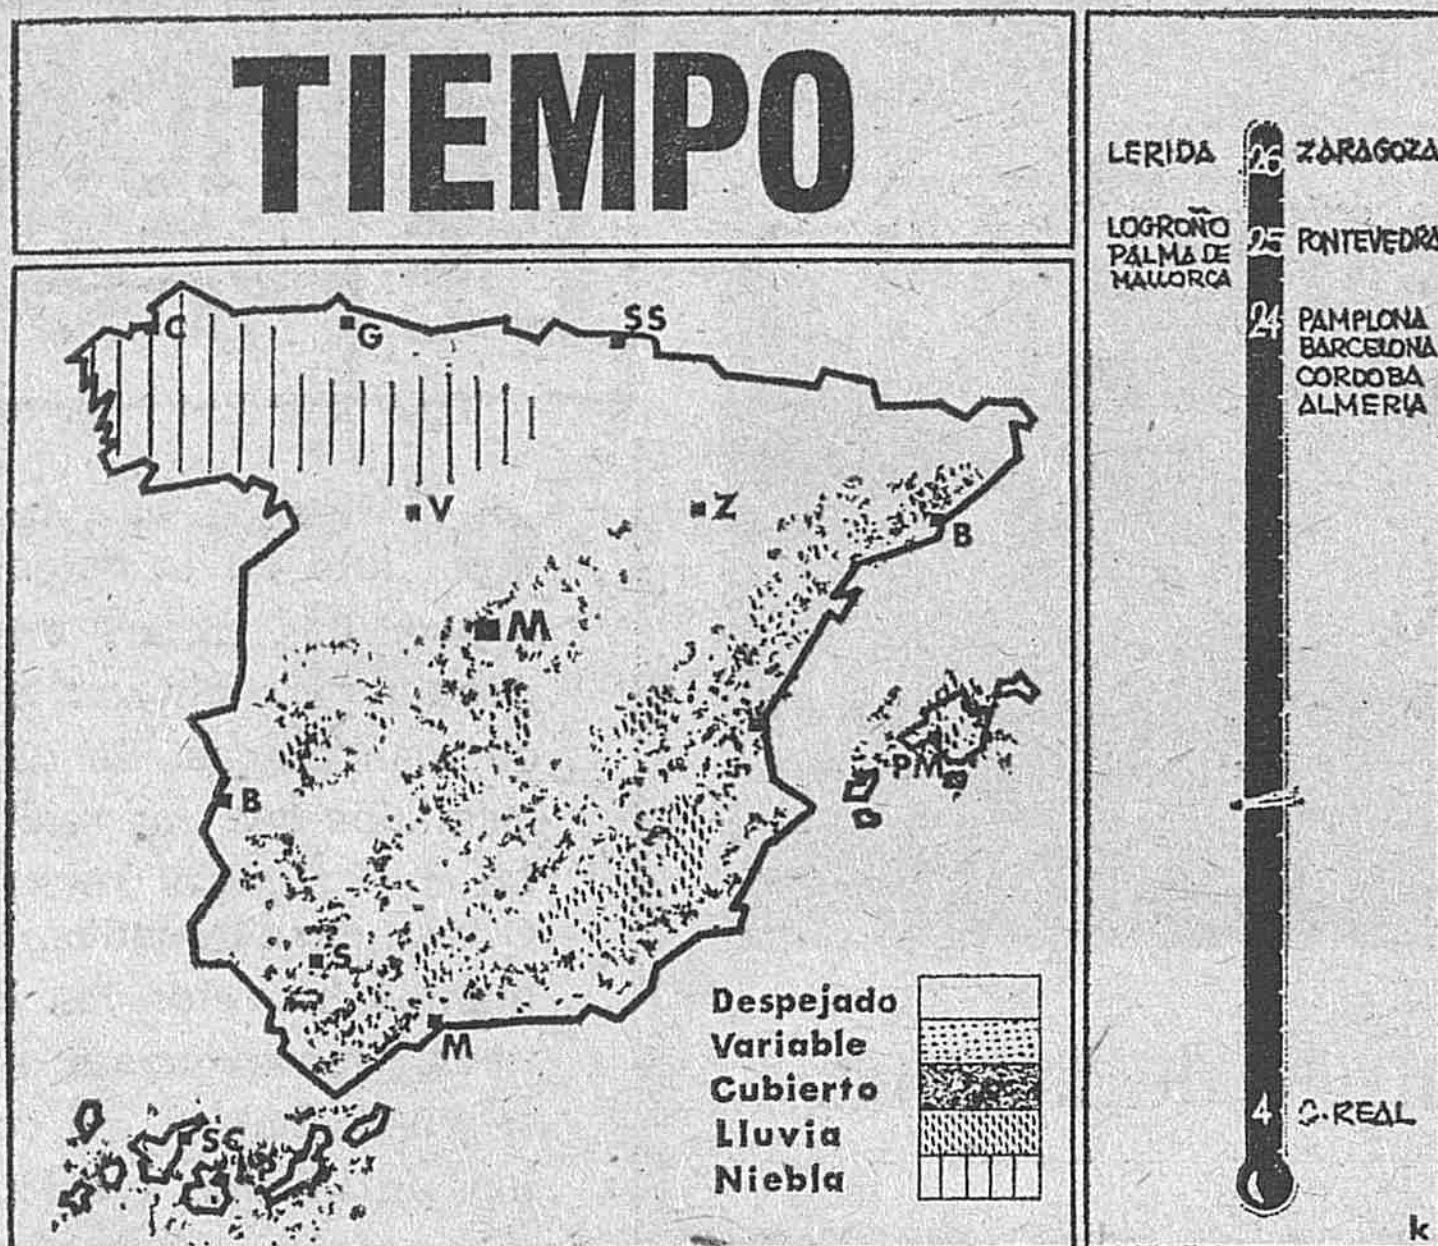 TIEMPO
C
G
SS
V
Z
B
M
B
PM
S
M
SC
Despejado
Variable
Cubierto
Lluvia
Niebla
LERIDA 26 ZARAGOZA
LOGROÑO
PALMA DE
MALLORCA
25 PONTEVEDRA
24 PAMPLONA
BARCELONA
CORDOBA
ALMERIA
4 C. REAL
k